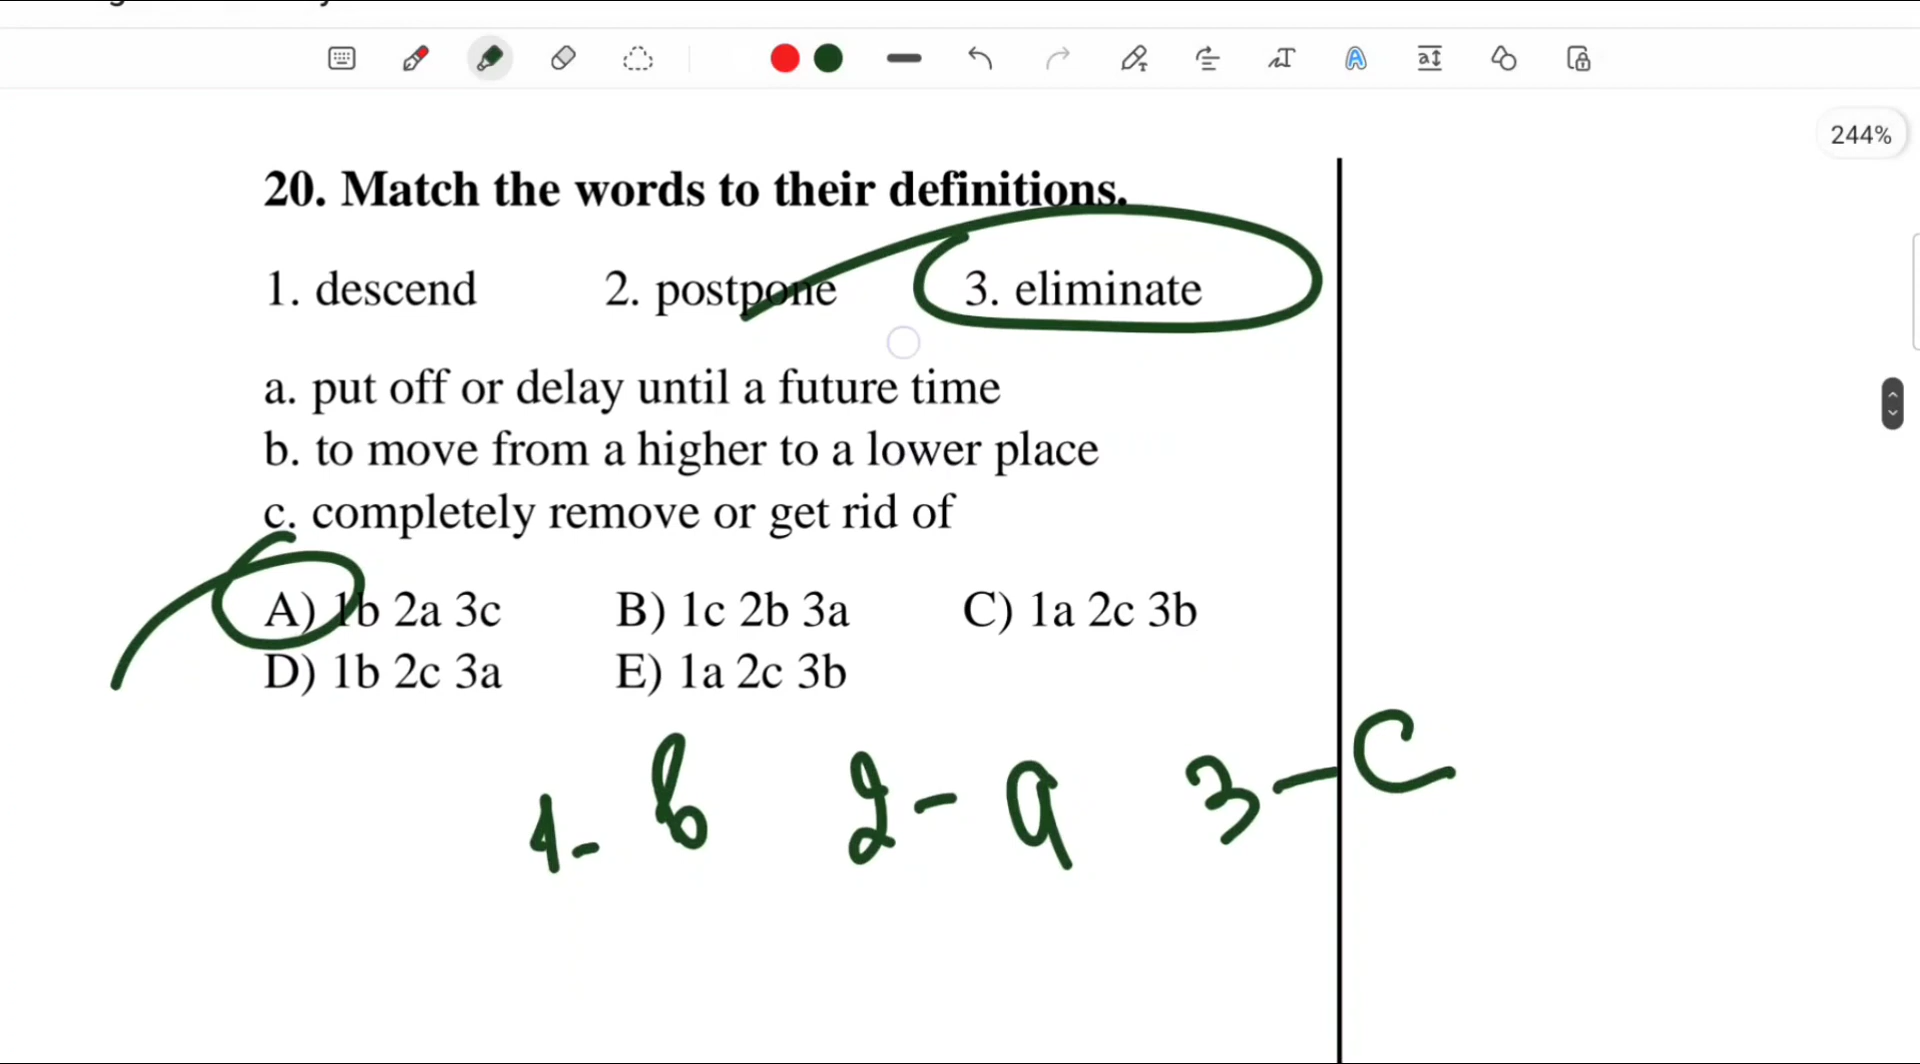 244%
20. Match the words to their definitions.
1. descend 2. postpone 3. eliminate
a. put off or delay until a future time
b. to move from a higher to a lower place
c. completely remove or get rid of
A) 1b 2a 3c B) 1c 2b 3a C) 1a 2c 3b
D) 1b 2c 3a E) 1a 2c 3b
1- b 2- a 3-C